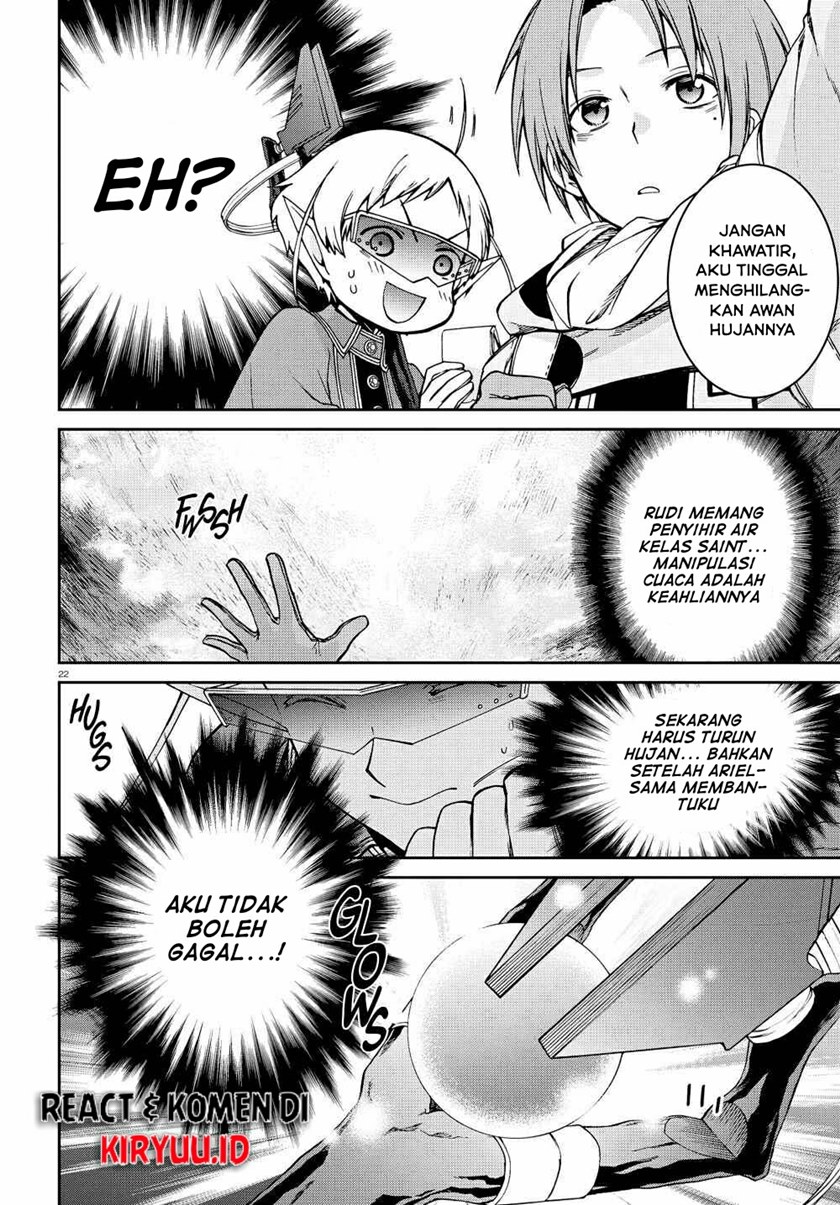 JANGAN
KHAWATIR,
AKU TINGGAL
MENGHILANG-
KAN AWAN
HUJANNYA
EH?
FWSSH
RUDI MEMANG
PENYIHIR AIR
KELAS SAINT...
MANIPULASI
CUACA ADALAH
KEAHLIANNYA
22
HUGS
SEKARANG
HARUS TURUN
HUJAN... BAHKAN
SETELAH ARIEL-
SAMA MEMBAN-
TUKU
AKU TIDAK
BOLEH
GAGAL...!
GLOWS
REACT & KOMEN DI
KIRYUU.ID